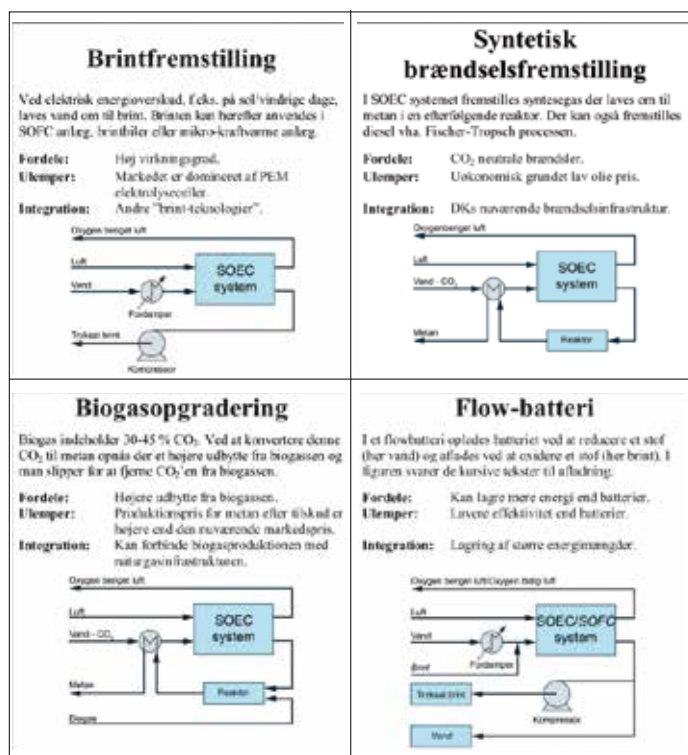 Brintfremstilling
Ved elektrisk energioverskud, f.eks. på sol/vindrige dage,
laves vand om til brint. Brinten kan herefter anvendes i
SOFC anlæg, brintbiler eller mikro-kraftvarme anlæg.
Fordele: Høj virkningsgrad.
Ulemper: Markedet er domineret af PEM
elektrolyseceller.
Integration: Andre "brint-teknologier".
Oxygen beriget luft
Luft
Vand
SOEC
system
Fordamper
Troksat brint
Kompressor
Syntetisk
brændselsfremstilling
I SOEC systemet fremstilles syntesegas der laves om til
metan i en efterfølgende reaktor. Der kan også fremstilles
diesel vha. Fischer-Tropsch processen.
Fordele: CO₂ neutrale brændsler.
Ulemper: Uøkonomisk grundet lav olie pris.
Integration: DKs nuværende brændselsinfrastruktur.
Oxygenberiget luft
Luft
Vand - CO₂
SOEC
system
Metan
Reaktor
Biogasopgradering
Biogas indeholder 30-45 % CO₂. Ved at konvertere denne
CO₂ til metan opnås der et højere udbytte fra biogassen og
man slipper for at fjerne CO₂'en fra biogassen.
Fordele: Højere udbytte fra biogassen.
Ulemper: Produktionspris for metan efter tilskud er
højere end den nuværende markedspris.
Integration: Kan forbinde biogasproduktionen med
naturgasinfrastrukturen.
Oxygen beriget luft
Luft
Vand - CO₂
SOEC
system
Metan
Reaktor
Biogas
Flow-batteri
I et flowbatteri oplades batteriet ved at reducere et stof
(her vand) og aflades ved at oxidere et stof (her brint). I
figuren svarer de kursive tekster til afladning.
Fordele: Kan lagre mere energi end batterier.
Ulemper: Lavere effektivitet end batterier.
Integration: Lagring af større energimængder.
Oxygen beriget luft/Oxygen fattig luft
Luft
Vand
SOEC/SOFC
system
Brint
Fordamper
Troksat brint
Kompressor
Vand